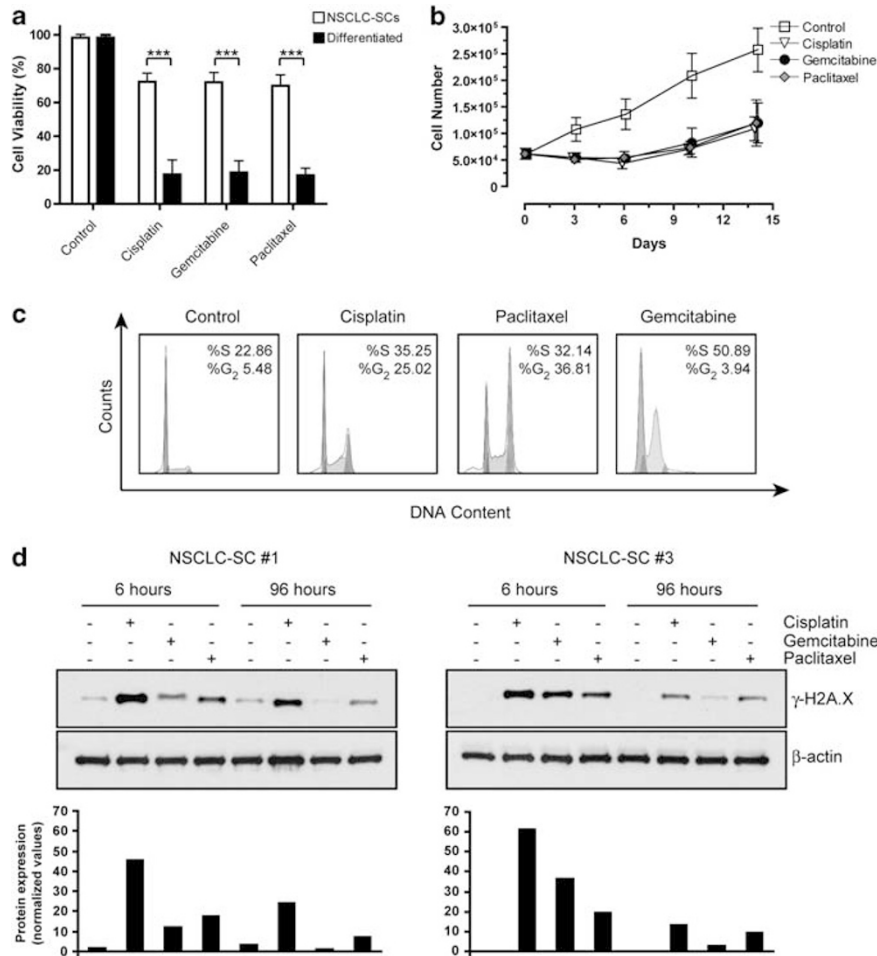 a
NSCLC-SCs
Differentiated
Cell Viability (%)
100
80
60
40
20
0
***
***
***
Control
Cisplatin
Gemcitabine
Paclitaxel
b
Control
Cisplatin
Gemcitabine
Paclitaxel
Cell Number
3.0×10⁵
2.5×10⁵
2.0×10⁵
1.5×10⁵
1.0×10⁵
5.0×10⁴
0
0 3 6 9 12 15
Days
c
Control Cisplatin Paclitaxel Gemcitabine
%S 22.86
%G₂ 5.48
%S 35.25
%G₂ 25.02
%S 32.14
%G₂ 36.81
%S 50.89
%G₂ 3.94
Counts
DNA Content
d
NSCLC-SC #1
6 hours 96 hours
- + - - - + - -
- - + - - - + -
- - - + - - - +
NSCLC-SC #3
6 hours 96 hours
- + - - - + - - Cisplatin
- - + - - - + - Gemcitabine
- - - + - - - + Paclitaxel
γ-H2A.X
β-actin
Protein expression
(normalized values)
70
60
50
40
30
20
10
0
70
60
50
40
30
20
10
0